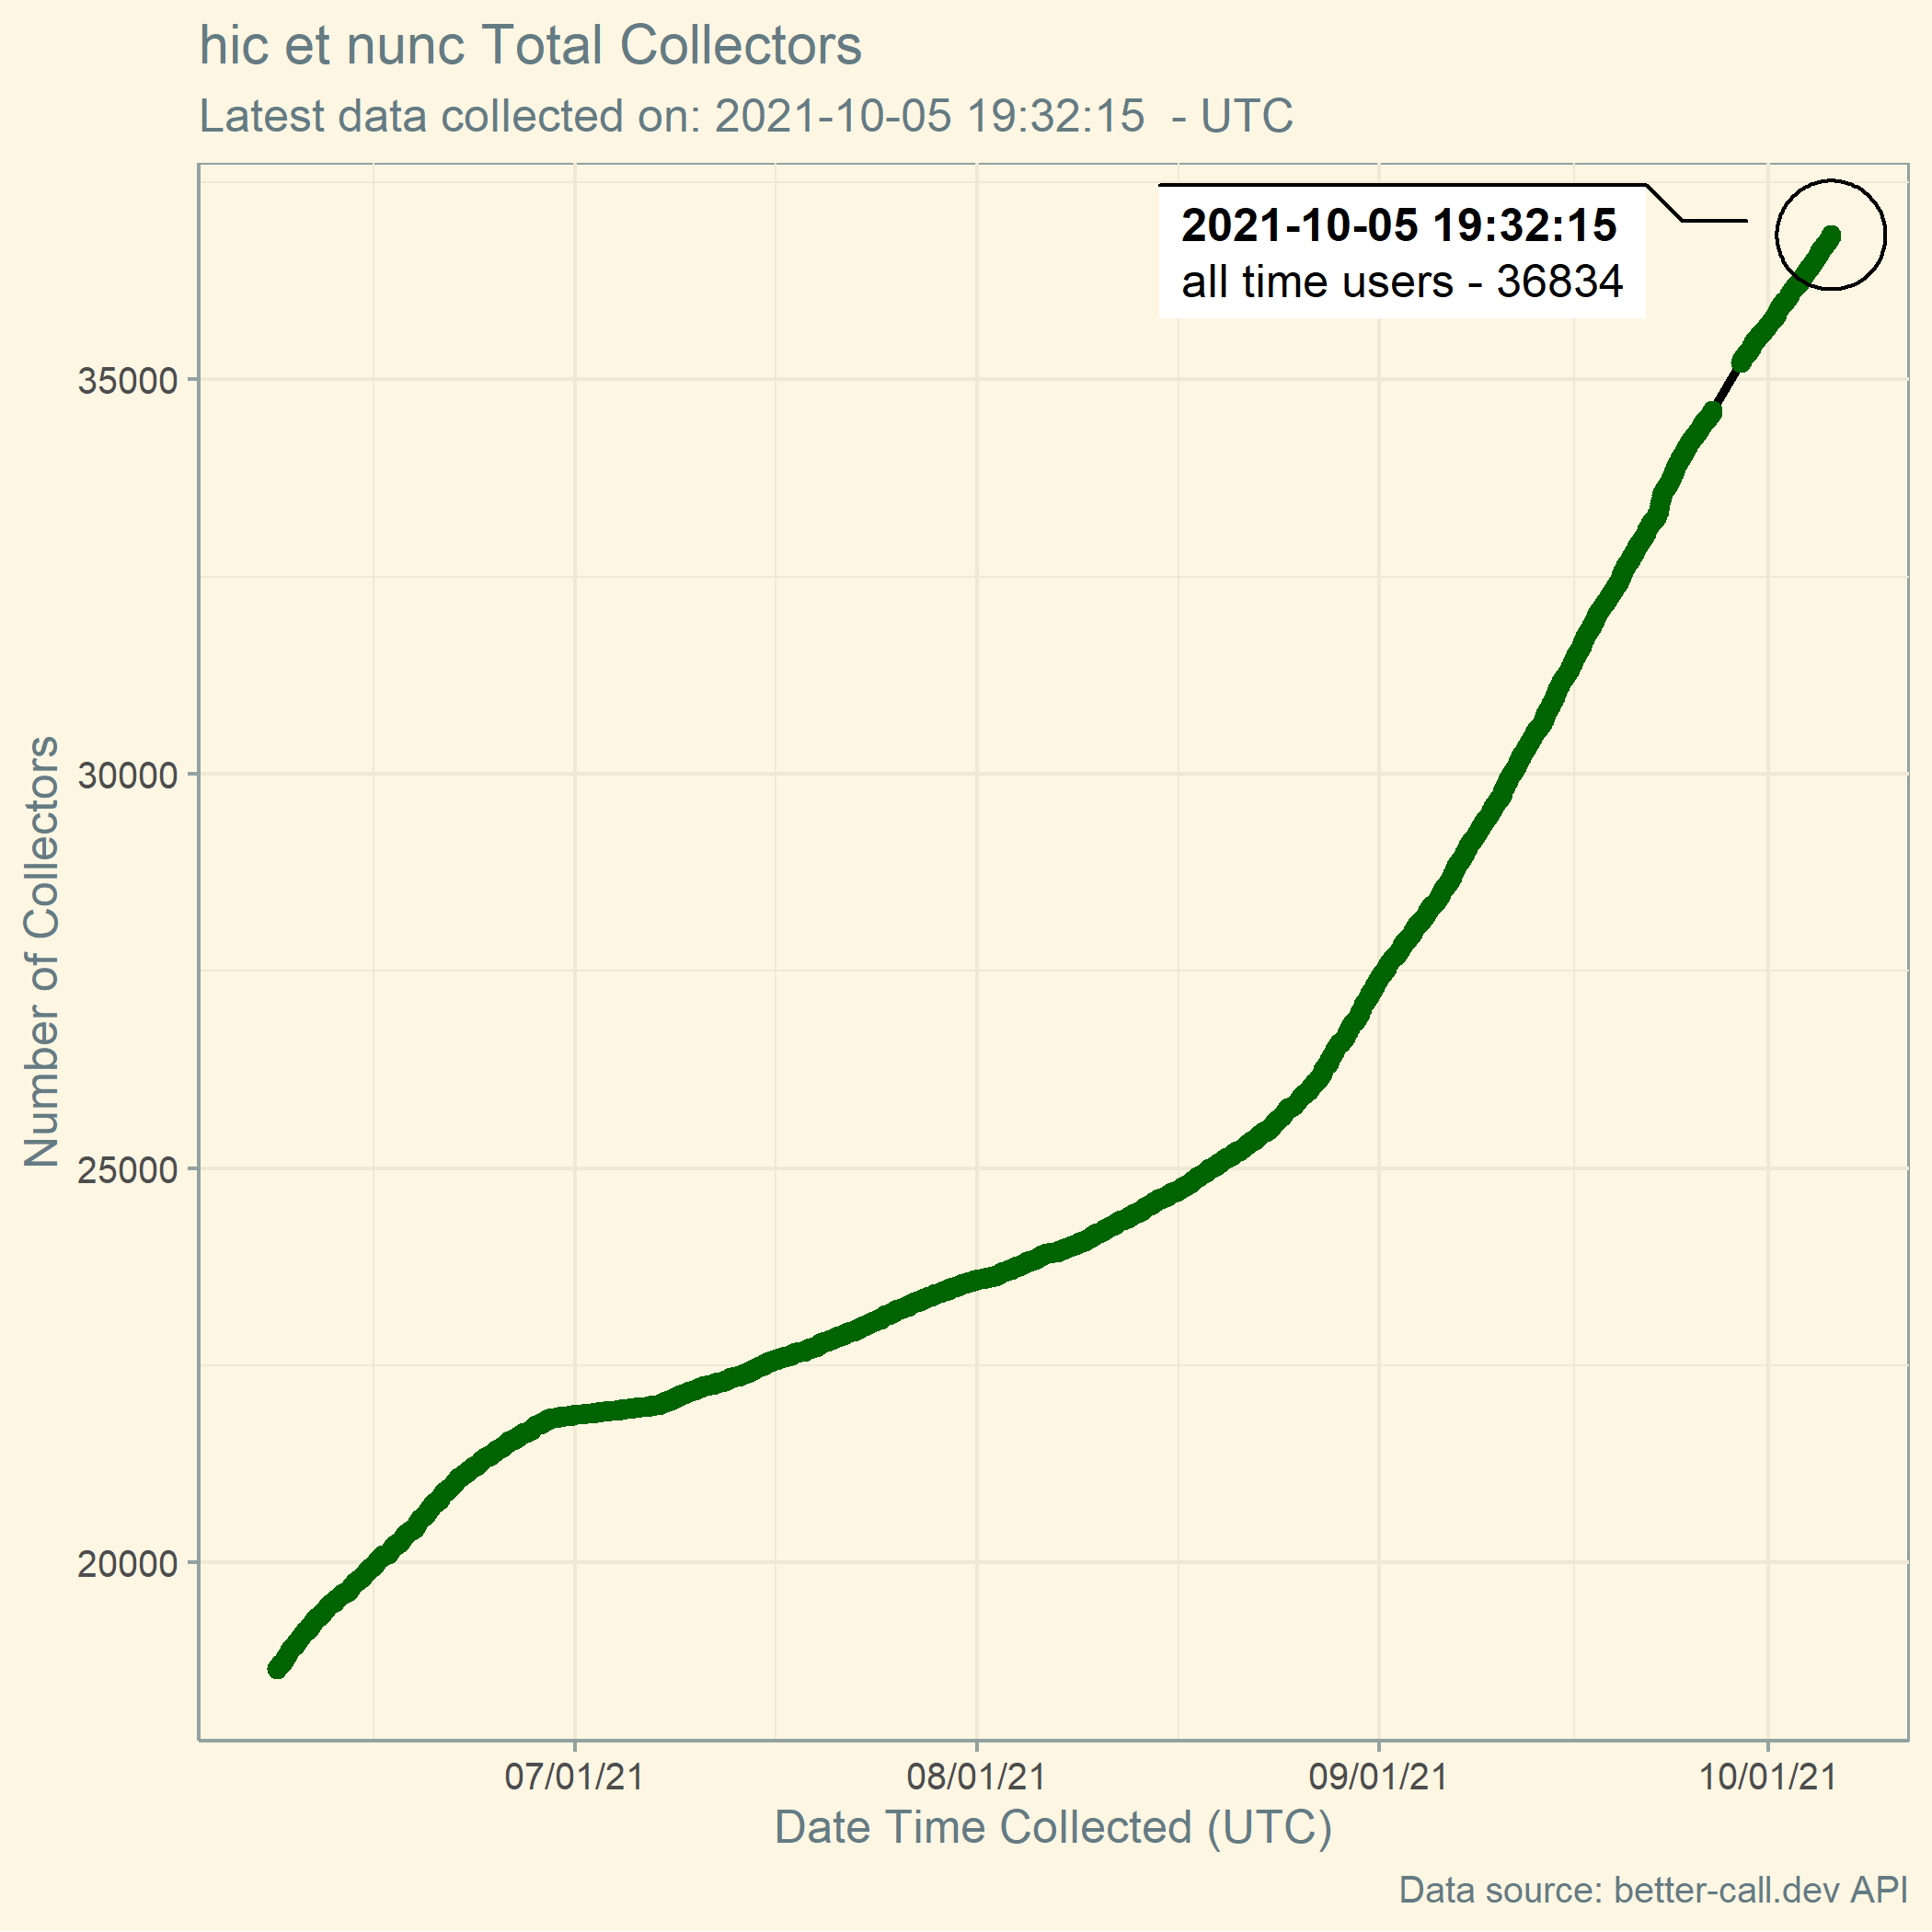 hic et nunc Total Collectors
Latest data collected on: 2021-10-05 19:32:15  - UTC
2021-10-05 19:32:15
all time users - 36834
35000
30000
25000
20000
Number of Collectors
07/01/21
08/01/21
09/01/21
10/01/21
Date Time Collected (UTC)
Data source: better-call.dev API